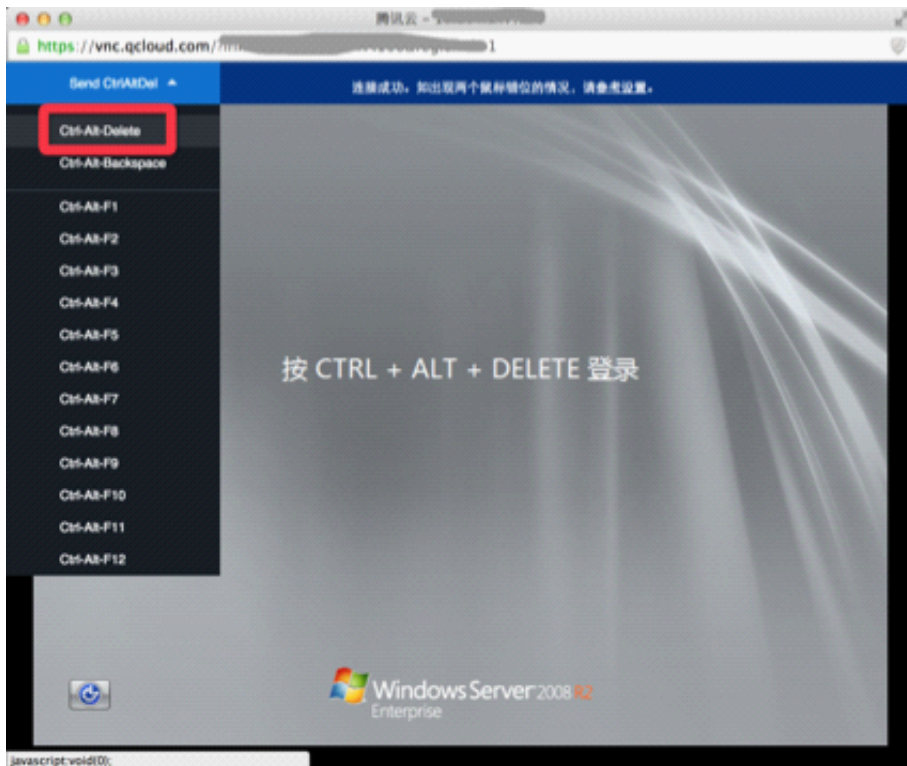 腾讯云 -
https://vnc.qcloud.com/
1
Send CtrlAltDel
连接成功。如出现两个鼠标错位的情况，请参考设置。
Ctrl-Alt-Delete
Ctrl-Alt-Backspace
Ctrl-Alt-F1
Ctrl-Alt-F2
Ctrl-Alt-F3
Ctrl-Alt-F4
Ctrl-Alt-F5
Ctrl-Alt-F6
Ctrl-Alt-F7
Ctrl-Alt-F8
Ctrl-Alt-F9
Ctrl-Alt-F10
Ctrl-Alt-F11
Ctrl-Alt-F12
按 CTRL + ALT + DELETE 登录
Windows Server 2008 R2
Enterprise
javascript:void(0);